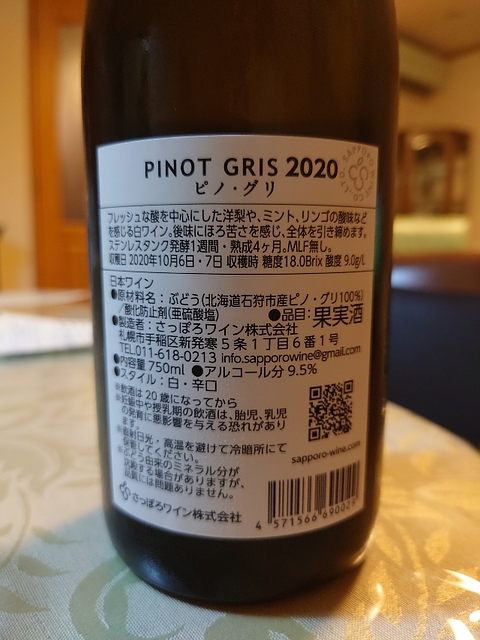 PINOT GRIS 2020
ピノ・グリ
フレッシュな酸を中心にした洋梨や、ミント、リンゴの酸味など
を感じる白ワイン。後味にほろ苦さを感じ、全体を引き締めます。
ステンレスタンク発酵1週間・熟成4ヶ月。MLF無し。
収穫日 2020年10月6日・7日 収穫時 糖度18.0Brix 酸度 9.0g/L
日本ワイン
●原材料名：ぶどう(北海道石狩市産ピノ・グリ100%)
/酸化防止剤(亜硫酸塩) ●品目：果実酒
●製造者：さっぽろワイン株式会社
札幌市手稲区新発寒5条1丁目6番1号
TEL.011-618-0213 info.sapporowine@gmail.com
●内容量 750ml ●アルコール分 9.5%
●スタイル：白・辛口
※飲酒は20歳になってから
※妊娠中や授乳期の飲酒は、胎児、乳児
の発育に悪影響を与える恐れがあり
ます。
※直射日光・高温を避けて冷暗所にて
保管してください。
※ぶどう由来のミネラル分が
沈殿する場合がありますが、
品質には問題ありません。
sapporo-wine.com
さっぽろワイン株式会社
4 571566 69002